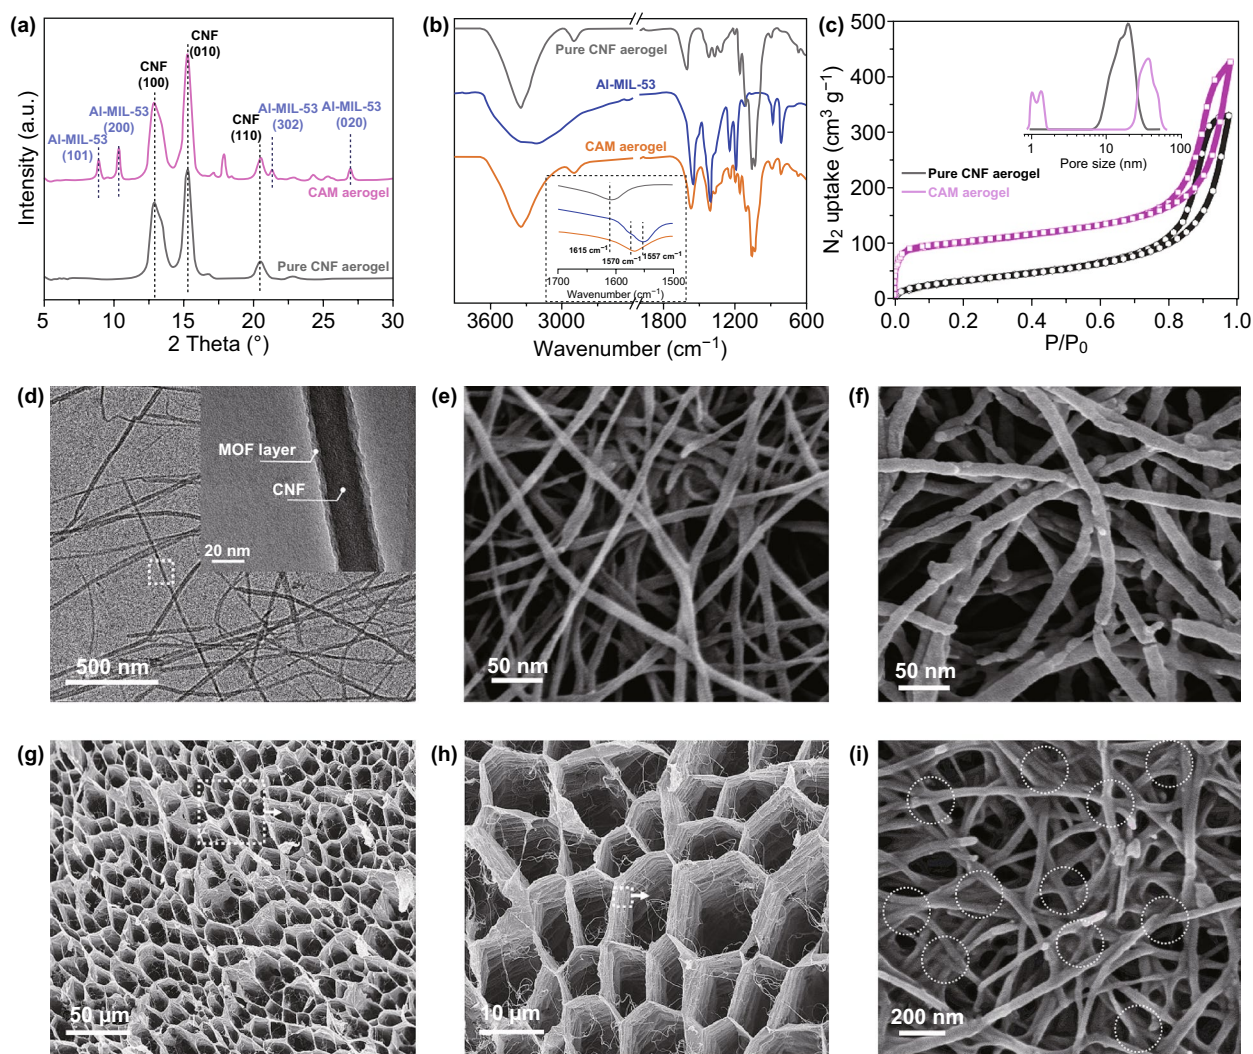 (a)
CNF
(010)
CNF
(100)
Al-MIL-53
(200)
Al-MIL-53
(101)
CNF
(110)
Al-MIL-53
(302)
Al-MIL-53
(020)
CAM aerogel
Pure CNF aerogel
Intensity (a.u.)
5 10 15 20 25 30
2 Theta (°)
(b)
Pure CNF aerogel
Al-MIL-53
CAM aerogel
1615 cm⁻¹
1570 cm⁻¹
1557 cm⁻¹
1700 1600 1500
Wavenumber (cm⁻¹)
3600 3000 1800 1200 600
Wavenumber (cm⁻¹)
(c)
500
400
300
200
100
0
N₂ uptake (cm³ g⁻¹)
1 10 100
Pore size (nm)
Pure CNF aerogel
CAM aerogel
0.0 0.2 0.4 0.6 0.8 1.0
P/P₀
(d)
MOF layer
CNF
20 nm
500 nm
(e)
50 nm
(f)
50 nm
(g)
50 µm
(h)
10 µm
(i)
200 nm